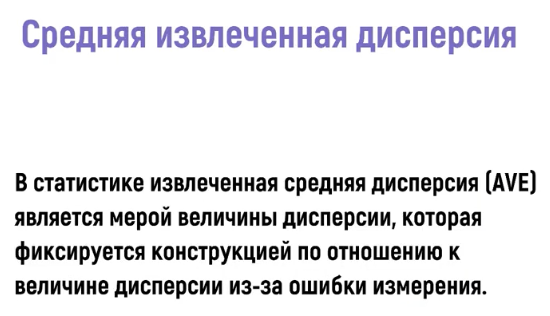 Средняя извлеченная дисперсия
В статистике извлеченная средняя дисперсия (AVE)
является мерой величины дисперсии, которая
фиксируется конструкцией по отношению к
величине дисперсии из-за ошибки измерения.